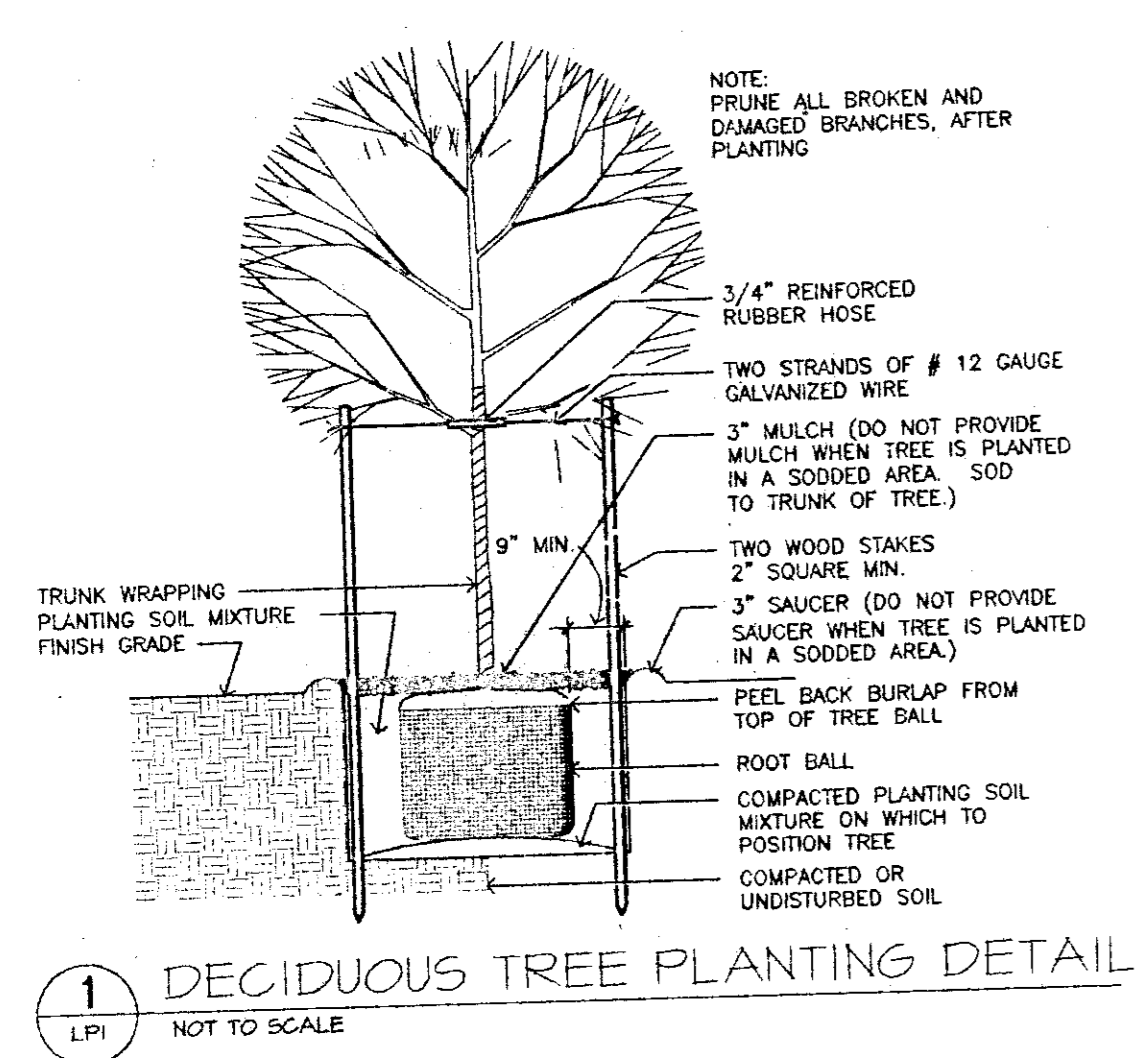 NOTE:
PRUNE ALL BROKEN AND
DAMAGED BRANCHES, AFTER
PLANTING
3/4" REINFORCED
RUBBER HOSE
TWO STRANDS OF # 12 GAUGE
GALVANIZED WIRE
3" MULCH (DO NOT PROVIDE
MULCH WHEN TREE IS PLANTED
IN A SODDED AREA. SOD
TO TRUNK OF TREE.)
9" MIN.
TWO WOOD STAKES
2" SQUARE MIN.
TRUNK WRAPPING
PLANTING SOIL MIXTURE
FINISH GRADE
3" SAUCER (DO NOT PROVIDE
SAUCER WHEN TREE IS PLANTED
IN A SODDED AREA.)
PEEL BACK BURLAP FROM
TOP OF TREE BALL
ROOT BALL
COMPACTED PLANTING SOIL
MIXTURE ON WHICH TO
POSITION TREE
COMPACTED OR
UNDISTURBED SOIL
1
LPI
DECIDUOUS TREE PLANTING DETAIL
NOT TO SCALE